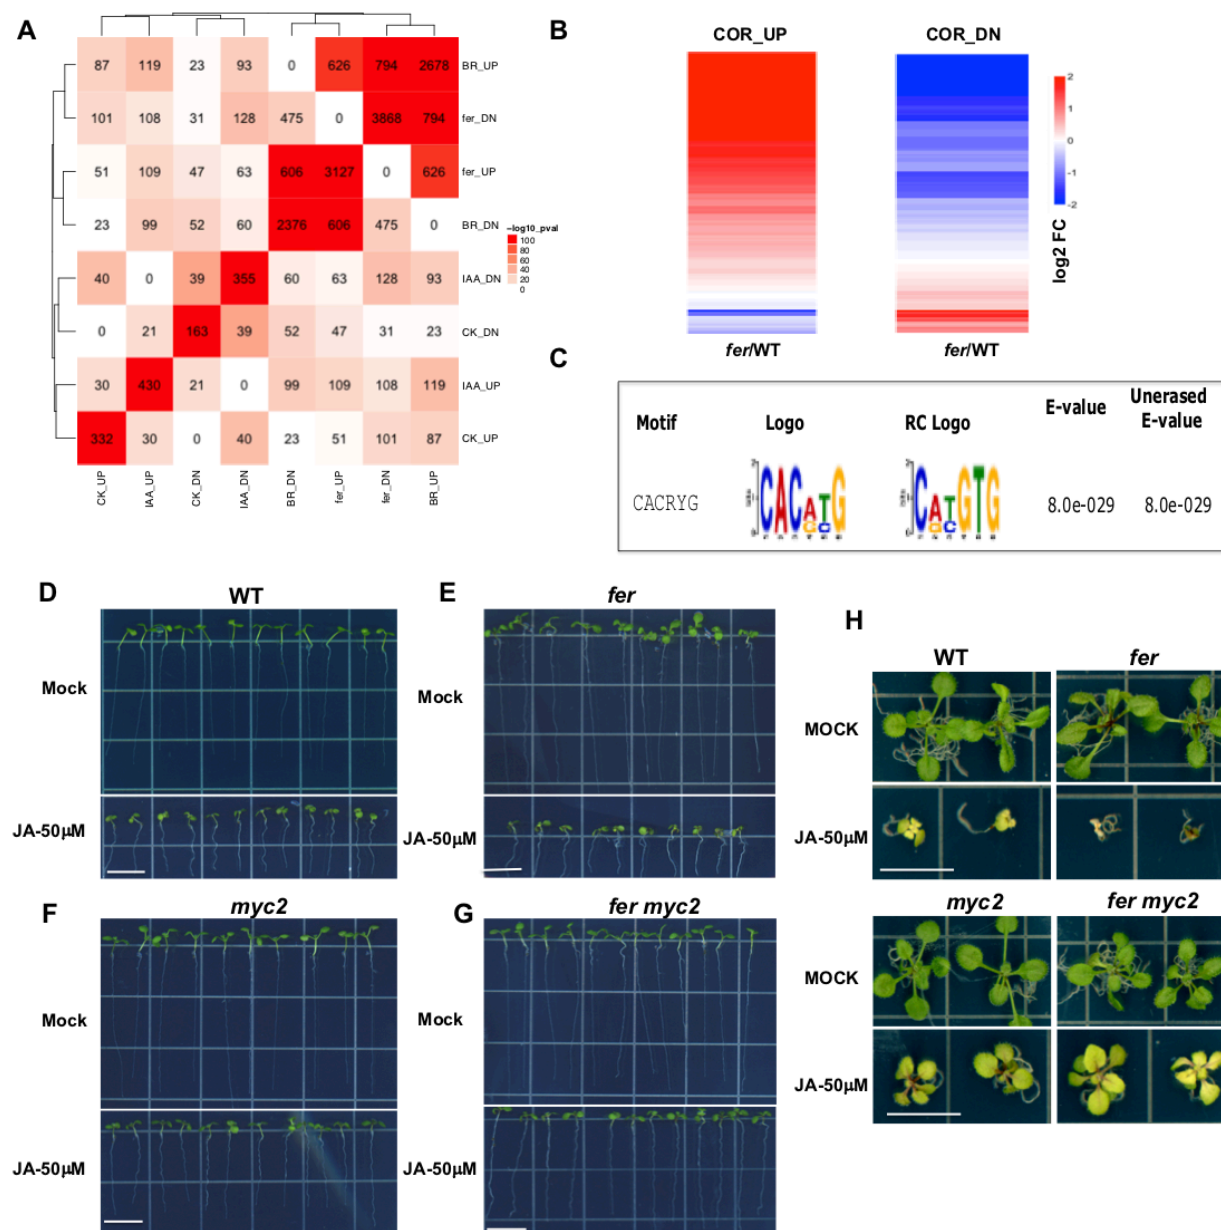 A
87 119 23 93 0 626 794 2678 BR_UP
101 108 31 128 475 0 3868 794 fer_DN
51 109 47 63 606 3127 0 626 fer_UP
23 99 52 60 2376 606 475 0 BR_DN
40 0 39 355 60 63 128 93 IAA_DN
0 21 163 39 52 47 31 23 CK_DN
30 430 21 0 99 109 108 119 IAA_UP
332 30 0 40 23 51 101 87 CK_UP
CK_UP IAA_UP CK_DN IAA_DN BR_DN fer_UP fer_DN BR_UP
-log10_pval
100
80
60
40
20
0
B
COR_UP COR_DN
2
1
0
-1
-2
log2 FC
fer/WT fer/WT
C
Motif Logo RC Logo E-value Unerased E-value
CACRYG CACATG CATGTG 8.0e-029 8.0e-029
D WT
Mock
JA-50µM
E fer
Mock
JA-50µM
F myc2
Mock
JA-50µM
G fer myc2
Mock
JA-50µM
H
WT fer
MOCK
JA-50µM
myc2 fer myc2
MOCK
JA-50µM